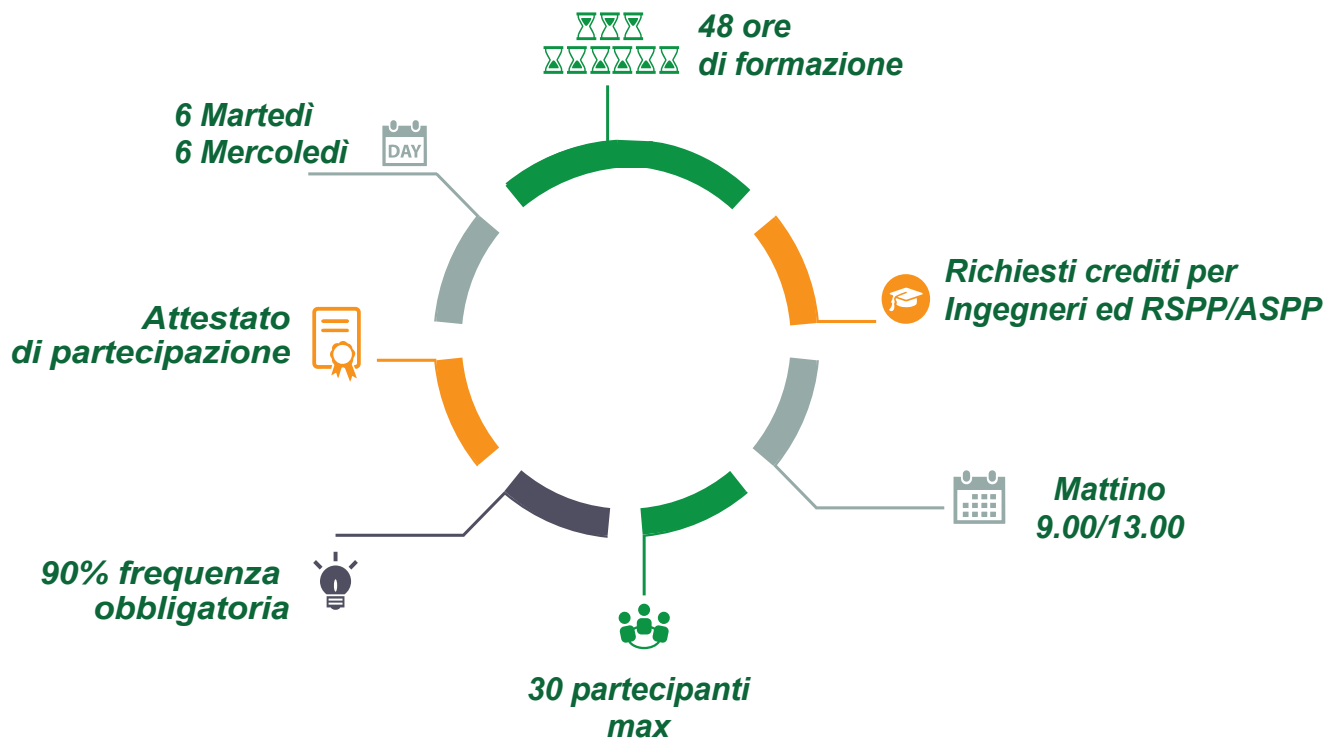 48 ore
di formazione
6 Martedì
6 Mercoledì
DAY
Richiesti crediti per
Ingegneri ed RSPP/ASPP
Attestato
di partecipazione
Mattino
9.00/13.00
90% frequenza
obbligatoria
30 partecipanti
max